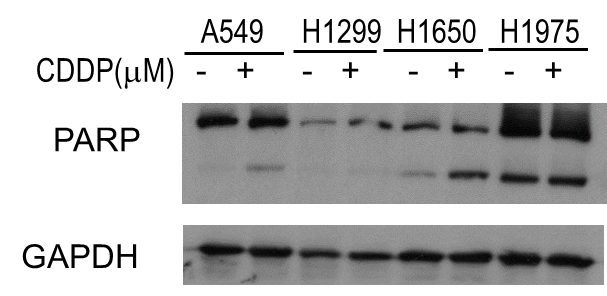 A549 H1299 H1650 H1975
CDDP(μM) - + - + - + - +
PARP
GAPDH